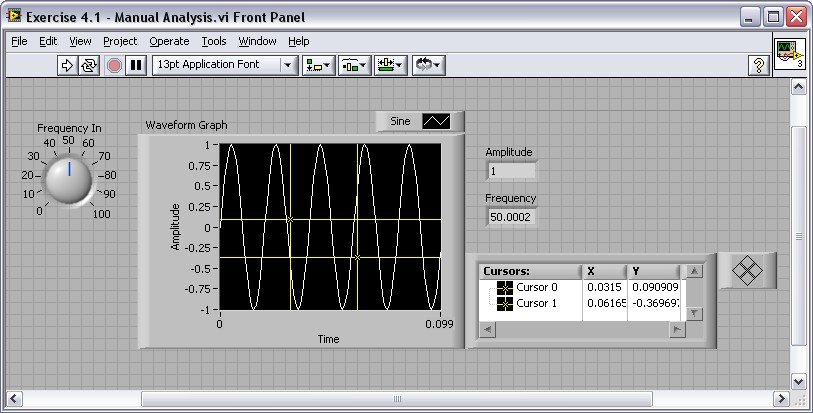 Exercise 4.1 - Manual Analysis.vi Front Panel
File Edit View Project Operate Tools Window Help
13pt Application Font
?
3
Frequency In
0 10 20 30 40 50 60 70 80 90 100
Waveform Graph
Sine
Amplitude
1
0.75
0.5
0.25
0
-0.25
-0.5
-0.75
-1
0 0.099
Time
Amplitude
1
Frequency
50.0002
Cursors: X Y
Cursor 0 0.0315 0.090909
Cursor 1 0.06165 -0.36969